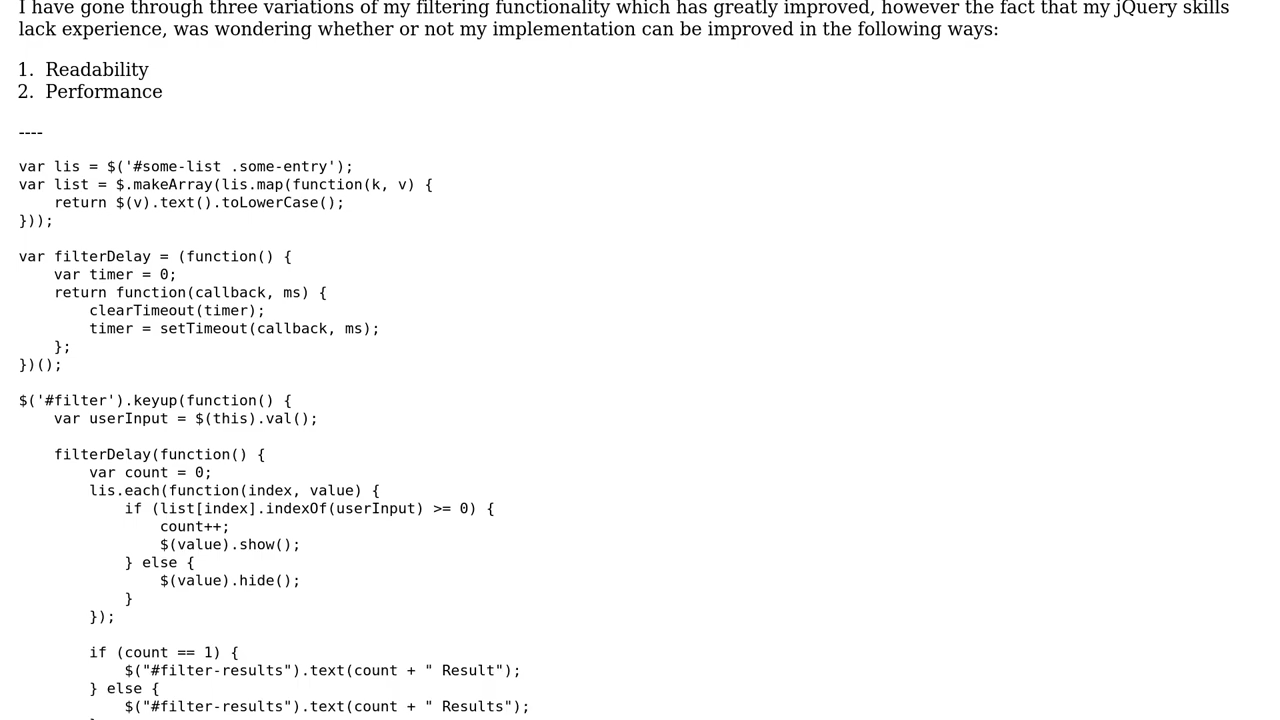 I have gone through three variations of my filtering functionality which has greatly improved, however the fact that my jQuery skills
lack experience, was wondering whether or not my implementation can be improved in the following ways:
1. Readability
2. Performance
----
var lis = $('#some-list .some-entry');
var list = $.makeArray(lis.map(function(k, v) {
    return $(v).text().toLowerCase();
}));
var filterDelay = (function() {
    var timer = 0;
    return function(callback, ms) {
        clearTimeout(timer);
        timer = setTimeout(callback, ms);
    };
})();
$('#filter').keyup(function() {
    var userInput = $(this).val();
    filterDelay(function() {
        var count = 0;
        lis.each(function(index, value) {
            if (list[index].indexOf(userInput) >= 0) {
                count++;
                $(value).show();
            } else {
                $(value).hide();
            }
        });
        if (count == 1) {
            $("#filter-results").text(count + " Result");
        } else {
            $("#filter-results").text(count + " Results");